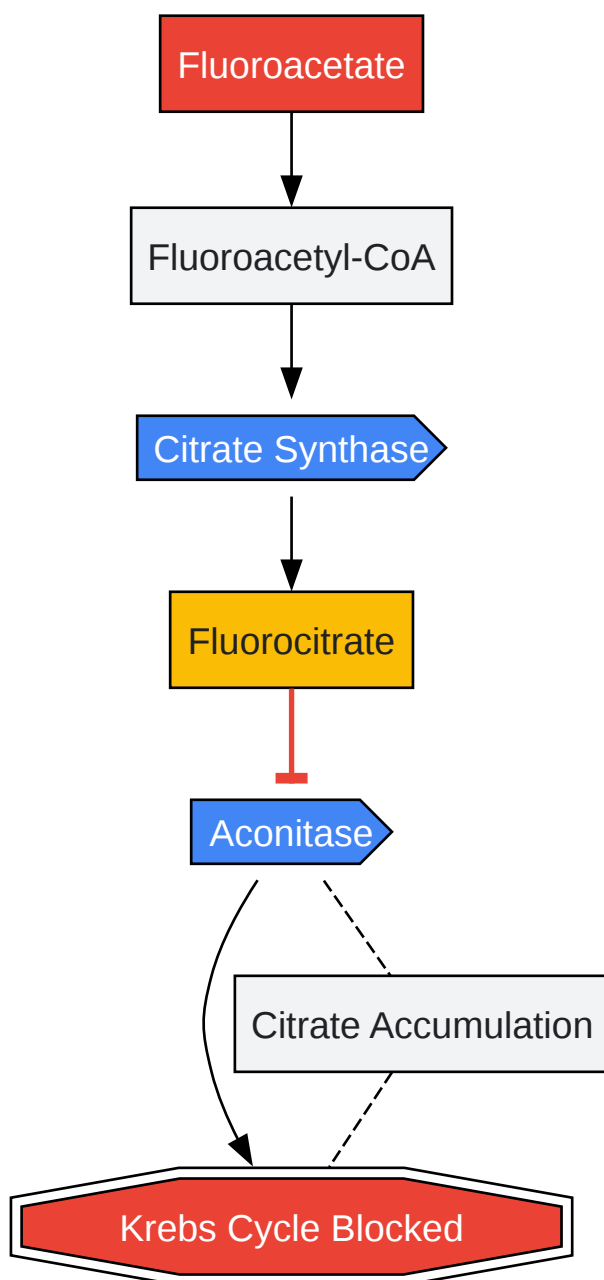 Fluoroacetate
Fluoroacetyl-CoA
Citrate Synthase
Fluorocitrate
Aconitase
Citrate Accumulation
Krebs Cycle Blocked